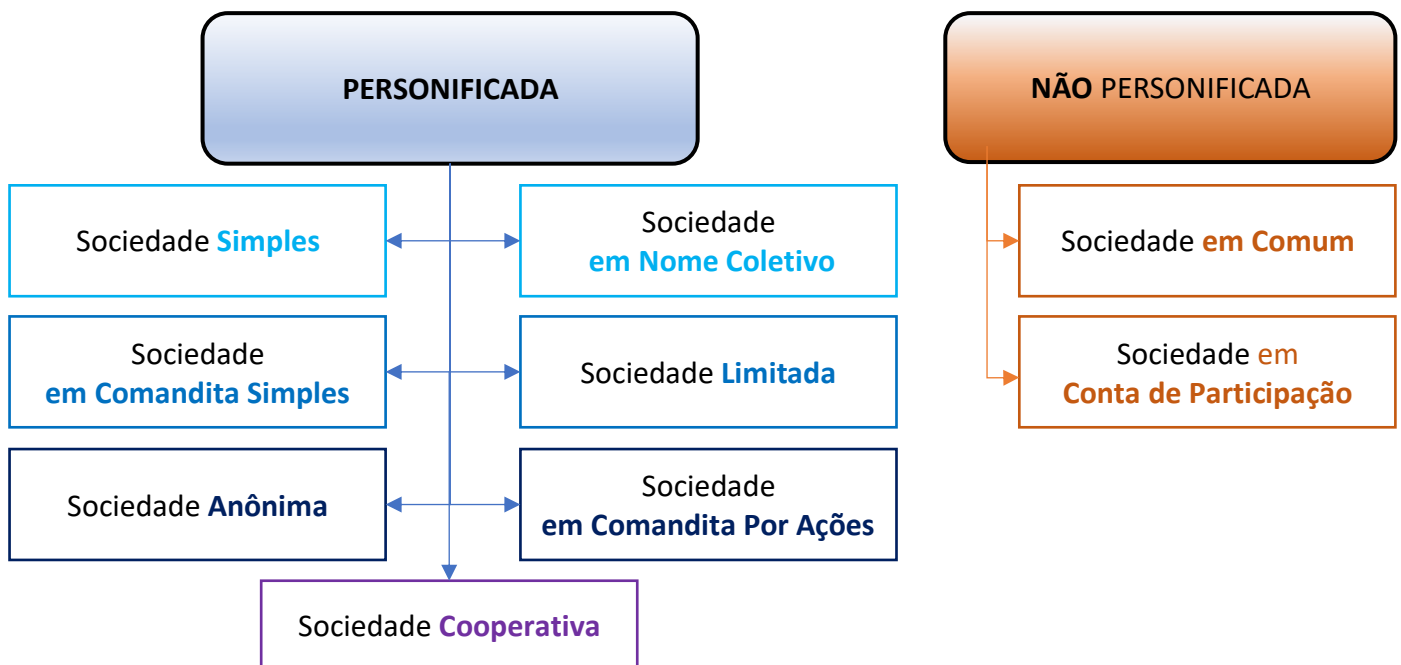 PERSONIFICADA
NÃO PERSONIFICADA
Sociedade Simples
Sociedade
em Nome Coletivo
Sociedade em Comum
Sociedade
em Comandita Simples
Sociedade Limitada
Sociedade em
Conta de Participação
Sociedade Anônima
Sociedade
em Comandita Por Ações
Sociedade Cooperativa